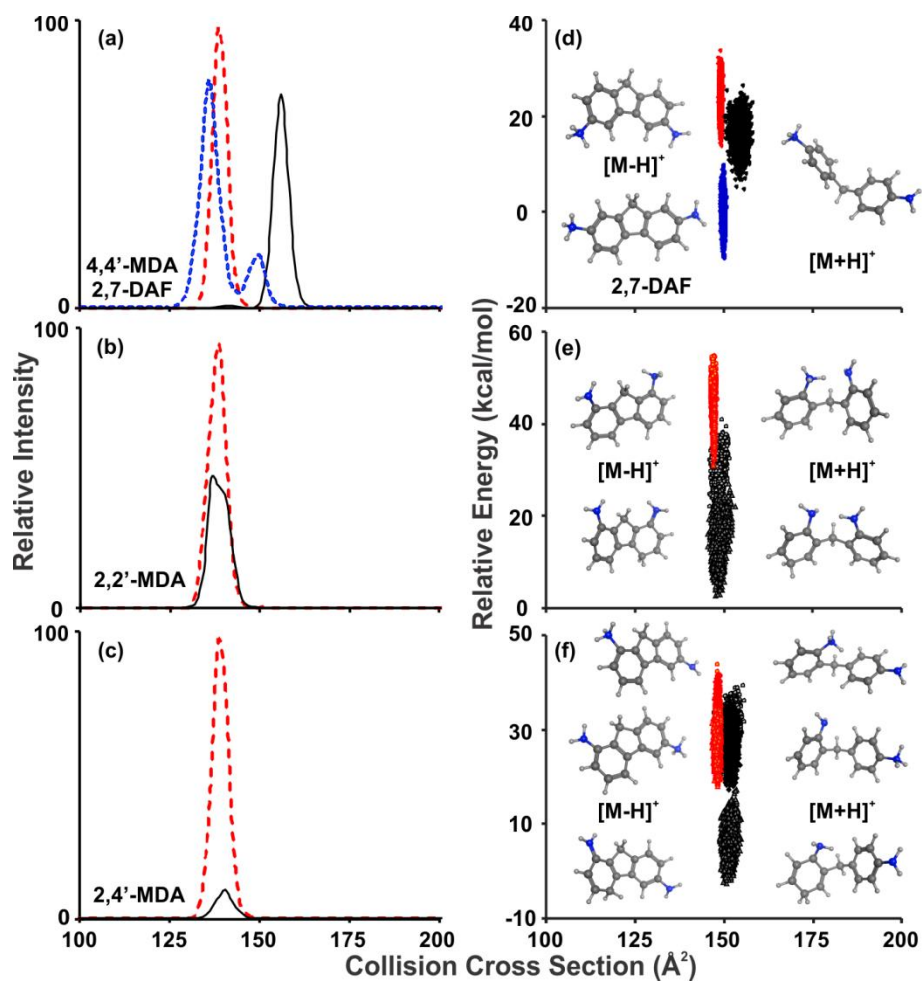 Relative Intensity
100
(a)
4,4'-MDA
2,7-DAF
0
100
(b)
2,2'-MDA
0
100
(c)
2,4'-MDA
0
100 125 150 175 200
Relative Energy (kcal/mol)
40
20
0
-20
(d)
[M-H]⁺
2,7-DAF
[M+H]⁺
60
40
20
0
(e)
[M-H]⁺
[M+H]⁺
50
30
10
-10
(f)
[M-H]⁺
[M+H]⁺
100 125 150 175 200
Collision Cross Section (Å²)